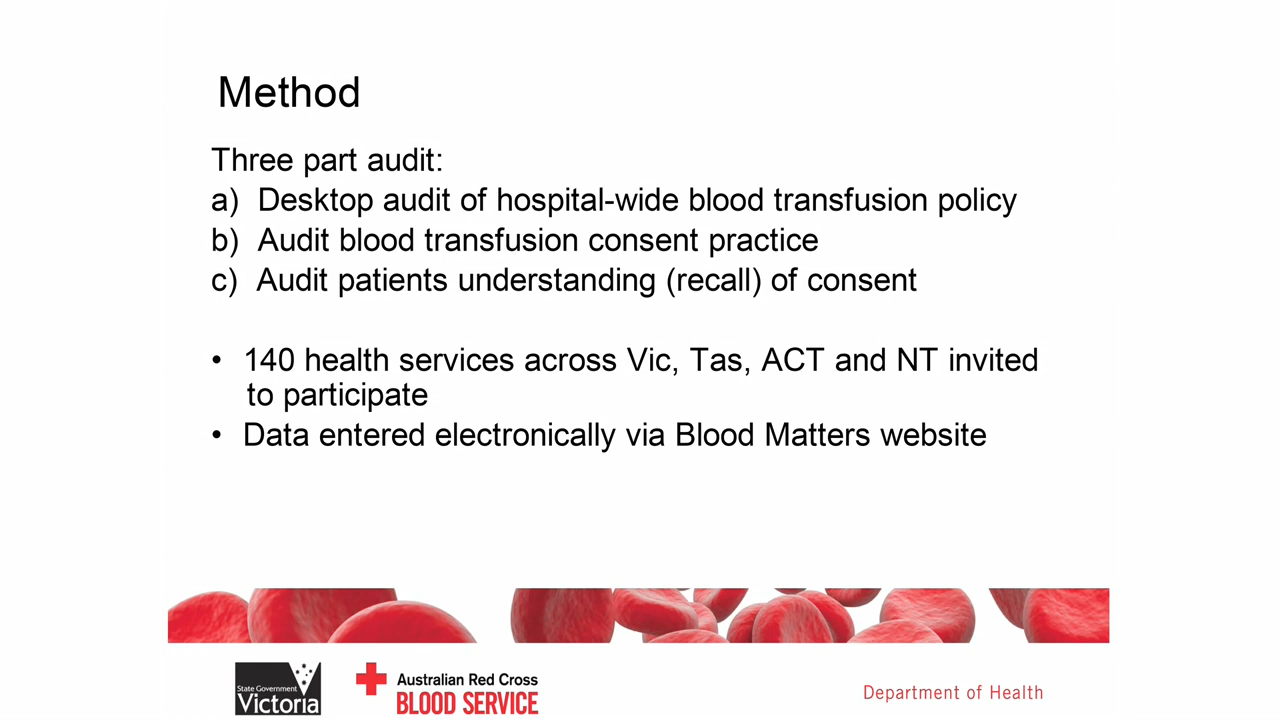 Method
Three part audit:
a) Desktop audit of hospital-wide blood transfusion policy
b) Audit blood transfusion consent practice
c) Audit patients understanding (recall) of consent
• 140 health services across Vic, Tas, ACT and NT invited
to participate
• Data entered electronically via Blood Matters website
State Government
Victoria
Australian Red Cross
BLOOD SERVICE
Department of Health